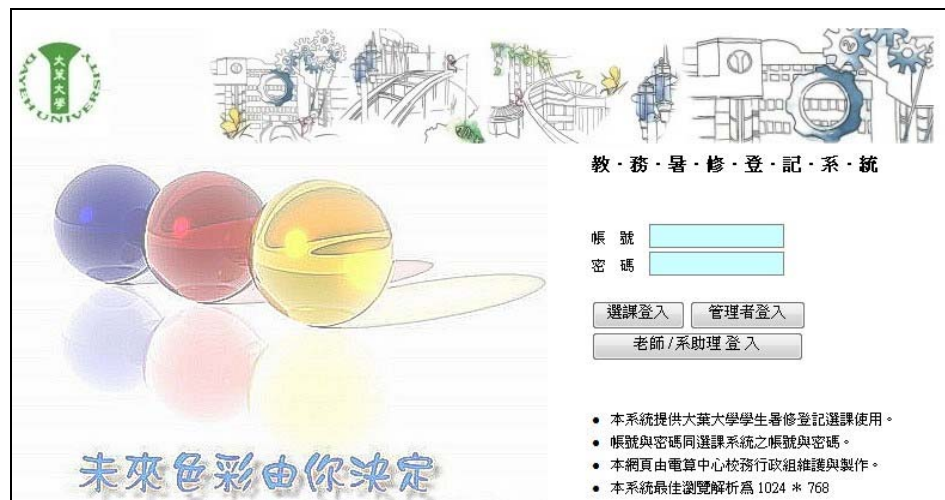 DAYEH UNIVERSITY
大葉大學
教‧務‧暑‧修‧登‧記‧系‧統
帳 號
密 碼
選課登入 管理者登入
老師/系助理登入
● 本系統提供大葉大學學生暑修登記選課使用。
● 帳號與密碼同選課系統之帳號與密碼。
● 本網頁由電算中心校務行政組維護與製作。
● 本系統最佳瀏覽解析為 1024 * 768
未來色彩由你決定